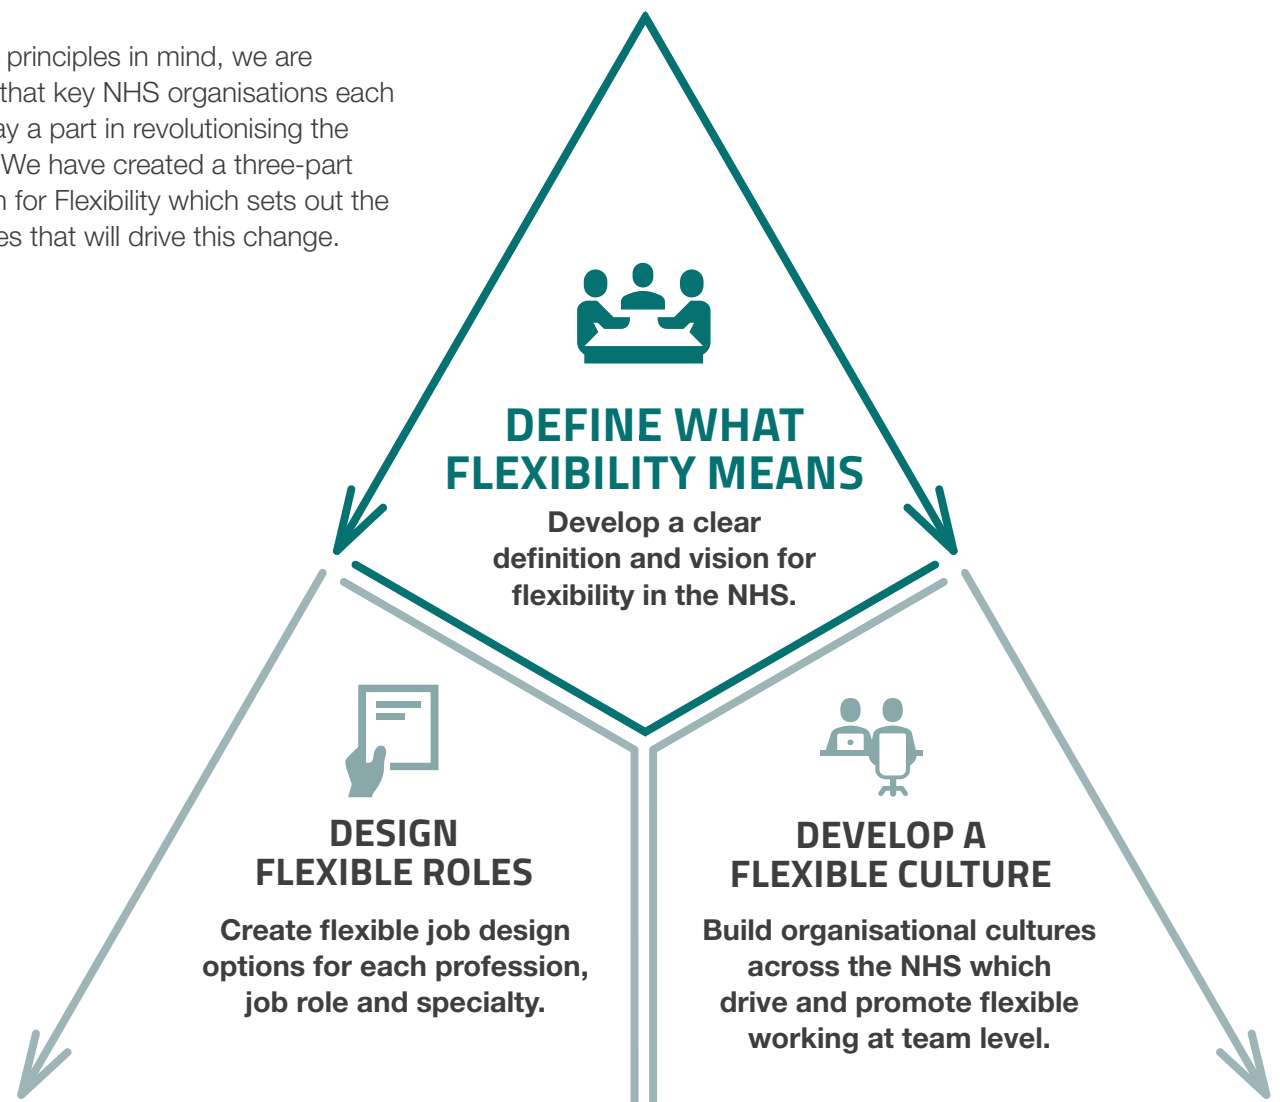 principles in mind, we are
that key NHS organisations each
a part in revolutionising the
We have created a three-part
for Flexibility which sets out the
that will drive this change.
DEFINE WHAT
FLEXIBILITY MEANS
Develop a clear
definition and vision for
flexibility in the NHS.
DESIGN
FLEXIBLE ROLES
Create flexible job design
options for each profession,
job role and specialty.
DEVELOP A
FLEXIBLE CULTURE
Build organisational cultures
across the NHS which
drive and promote flexible
working at team level.